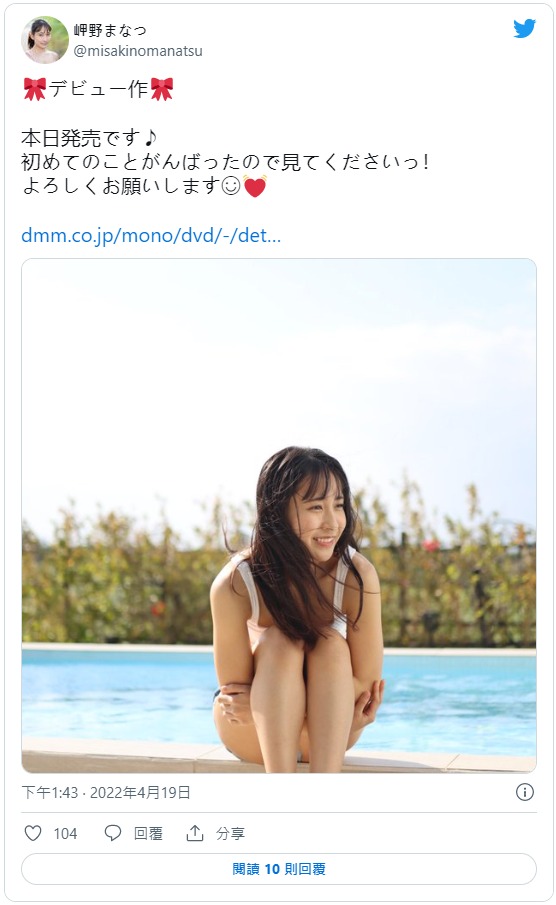 岬野まなつ
@misakinomanatsu
🎀デビュー作🎀
本日発売です♪
初めてのことがんばったので見てくださいっ！
よろしくお願いします☺💓
dmm.co.jp/mono/dvd/-/det...
下午1:43 · 2022年4月19日
104 回覆 分享
閱讀 10 則回覆